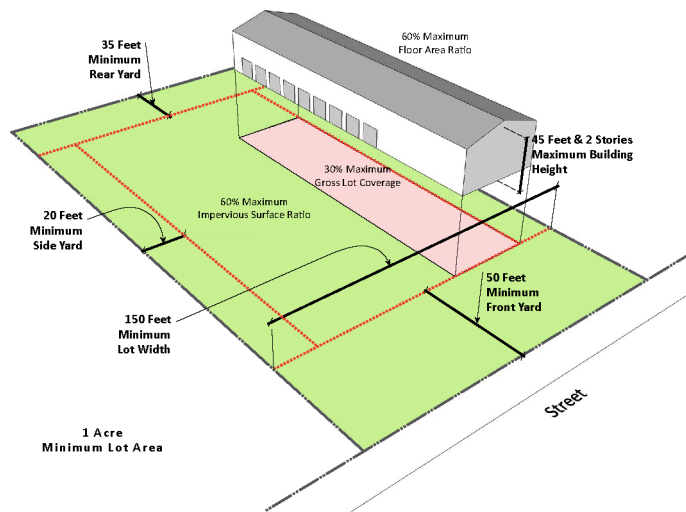 60% Maximum
Floor Area Ratio
35 Feet
Minimum
Rear Yard
45 Feet & 2 Stories
Maximum Building
Height
30% Maximum
Gross Lot Coverage
60% Maximum
Impervious Surface Ratio
20 Feet
Minimum
Side Yard
50 Feet
Minimum
Front Yard
150 Feet
Minimum
Lot Width
Street
1 Acre
Minimum Lot Area